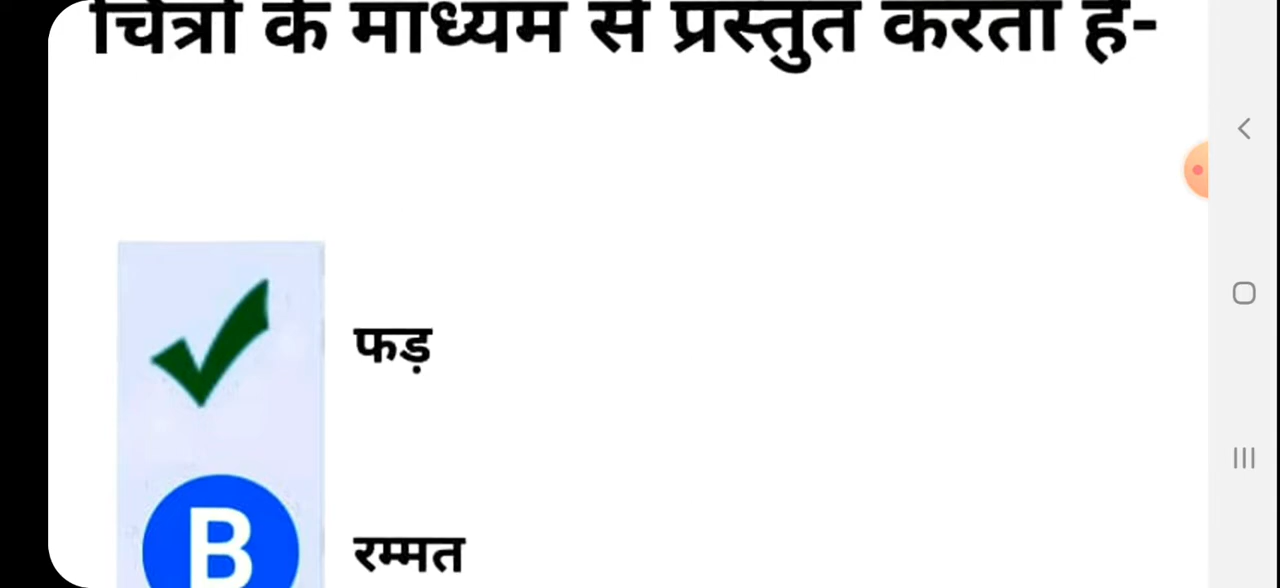 चित्रों के माध्यम से प्रस्तुत करता है-
फड़
B
रम्मत